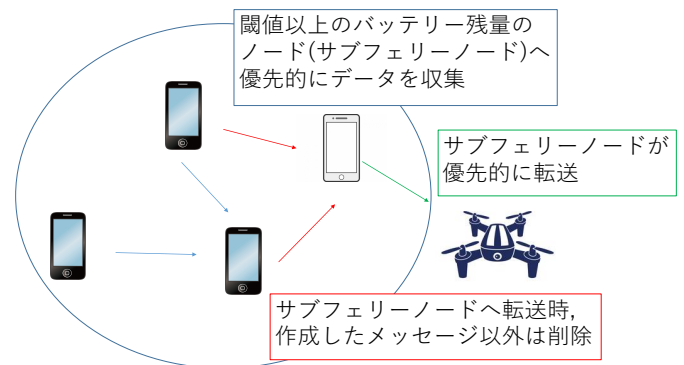 閾値以上のバッテリー残量の
ノード(サブフェリーノード)へ
優先的にデータを収集
サブフェリーノードが
優先的に転送
サブフェリーノードへ転送時,
作成したメッセージ以外は削除